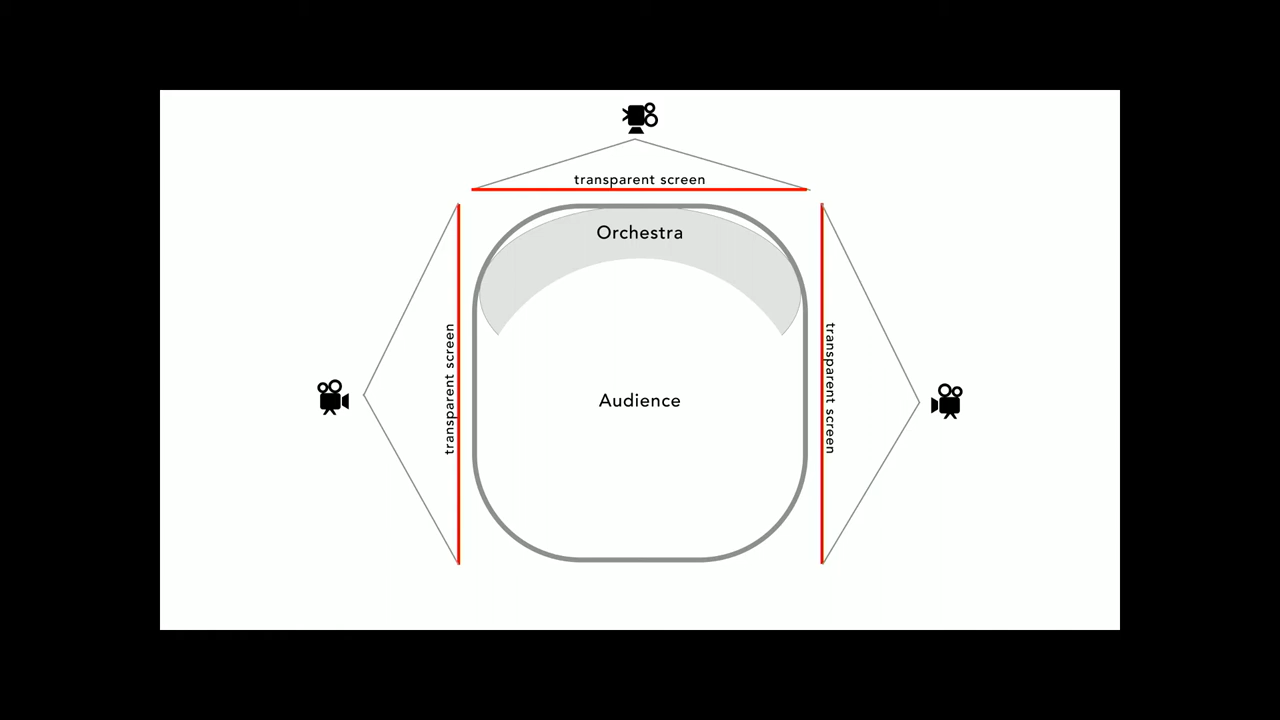 transparent screen
Orchestra
transparent screen
transparent screen
Audience